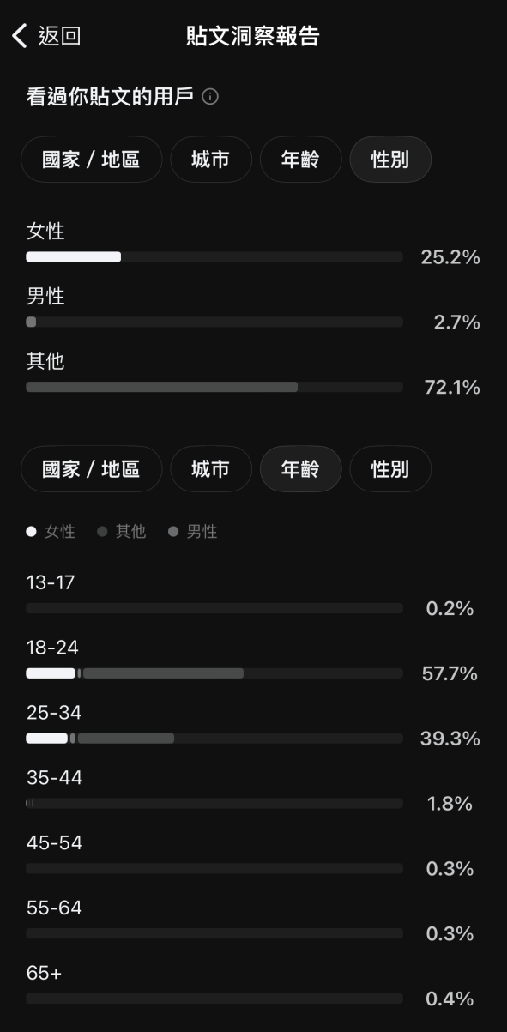 返回 貼文洞察報告
看過你貼文的用戶
國家 / 地區 城市 年齡 性別
女性
25.2%
男性
2.7%
其他
72.1%
國家 / 地區 城市 年齡 性別
女性 其他 男性
13-17
0.2%
18-24
57.7%
25-34
39.3%
35-44
1.8%
45-54
0.3%
55-64
0.3%
65+
0.4%